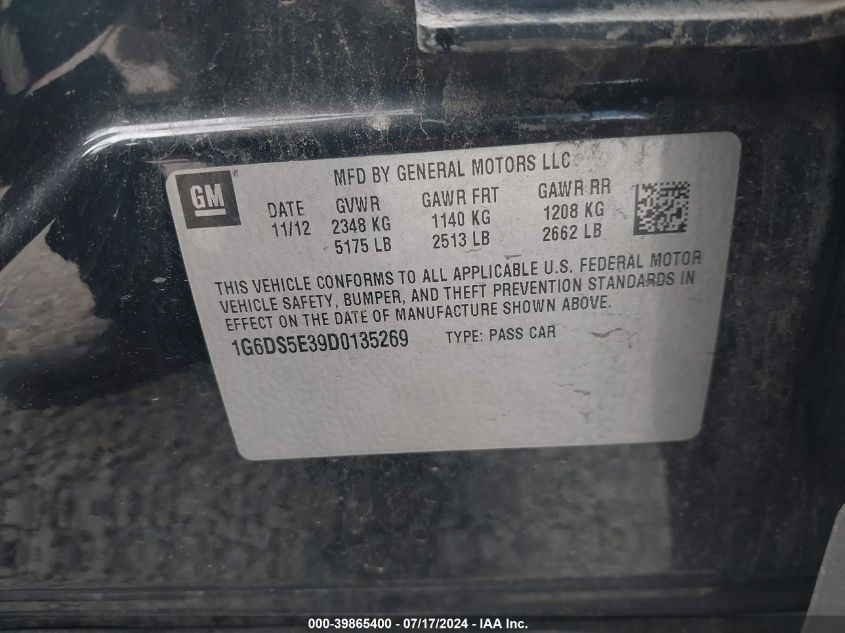 GM
MFD BY GENERAL MOTORS LLC
DATE GVWR GAWR FRT GAWR RR
11/12 2348 KG 1140 KG 1208 KG
5175 LB 2513 LB 2662 LB
THIS VEHICLE CONFORMS TO ALL APPLICABLE U.S. FEDERAL MOTOR
VEHICLE SAFETY, BUMPER, AND THEFT PREVENTION STANDARDS IN
EFFECT ON THE DATE OF MANUFACTURE SHOWN ABOVE.
1G6DS5E39D0135269 TYPE: PASS CAR
000-39865400 - 07/17/2024 - IAA Inc.